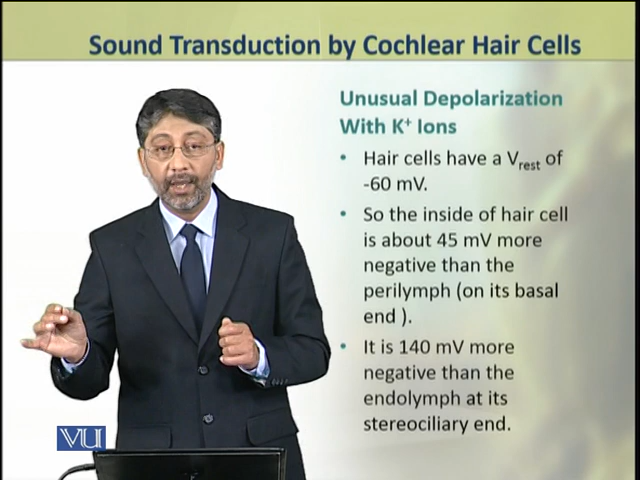 Sound Transduction by Cochlear Hair Cells
Unusual Depolarization
With K⁺ Ions
• Hair cells have a Vrest of
-60 mV.
• So the inside of hair cell
is about 45 mV more
negative than the
perilymph (on its basal
end ).
• It is 140 mV more
negative than the
endolymph at its
stereociliary end.
VU